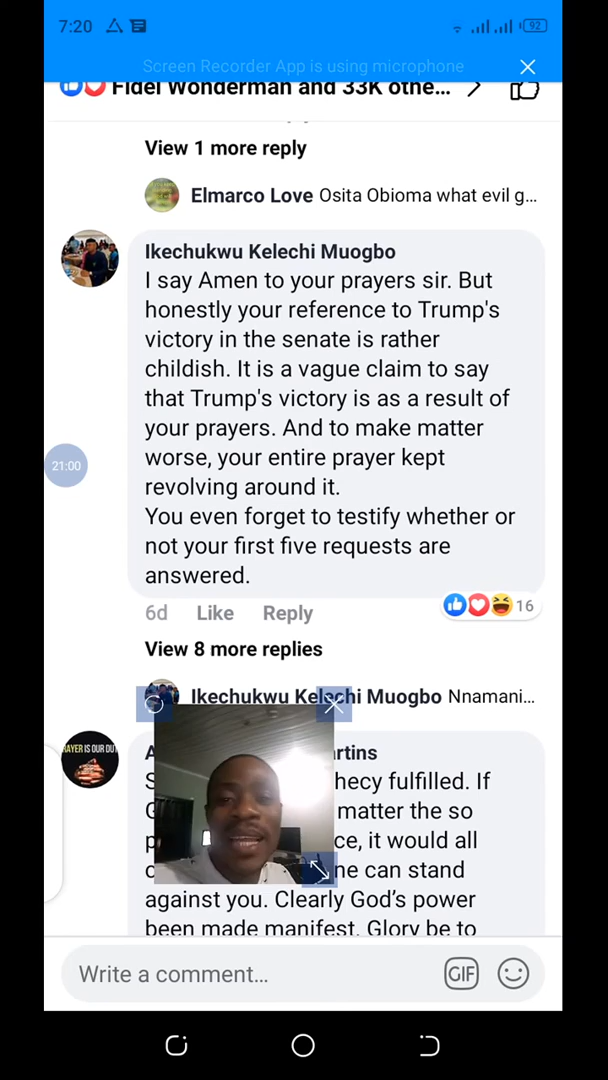 7:20
92
Screen Recorder App is using microphone
Fidel Wonderman and 33K othe...
View 1 more reply
Elmarco Love Osita Obioma what evil g...
Ikechukwu Kelechi Muogbo
I say Amen to your prayers sir. But
honestly your reference to Trump's
victory in the senate is rather
childish. It is a vague claim to say
that Trump's victory is as a result of
your prayers. And to make matter
worse, your entire prayer kept
revolving around it.
You even forget to testify whether or
not your first five requests are
answered.
21:00
6d Like Reply
16
View 8 more replies
Ikechukwu Kelechi Muogbo Nnamani...
hecy fulfilled. If
matter the so
it would all
can stand
against you. Clearly God's power
been made manifest. Glory be to
Write a comment...
GIF